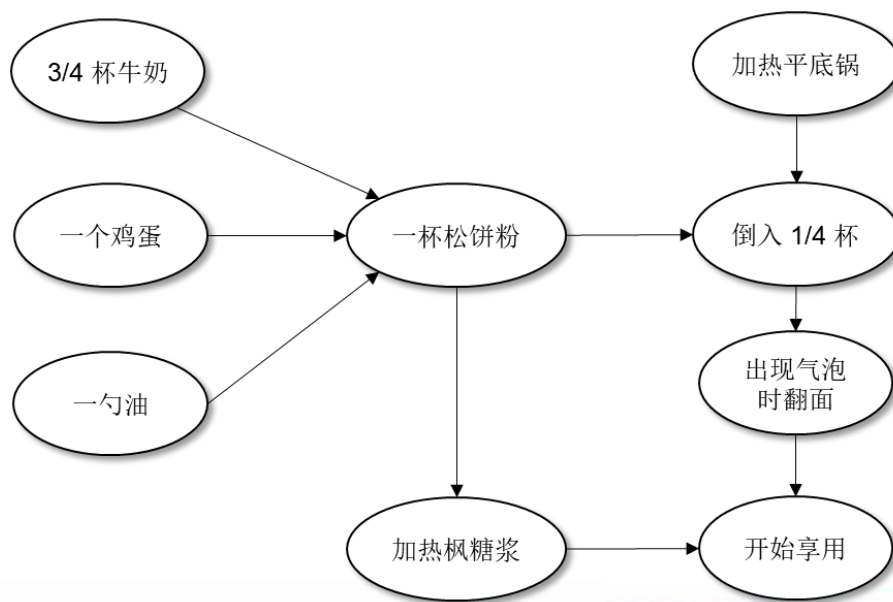 3/4 杯牛奶
加热平底锅
一个鸡蛋
一杯松饼粉
倒入 1/4 杯
一勺油
出现气泡
时翻面
加热枫糖浆
开始享用